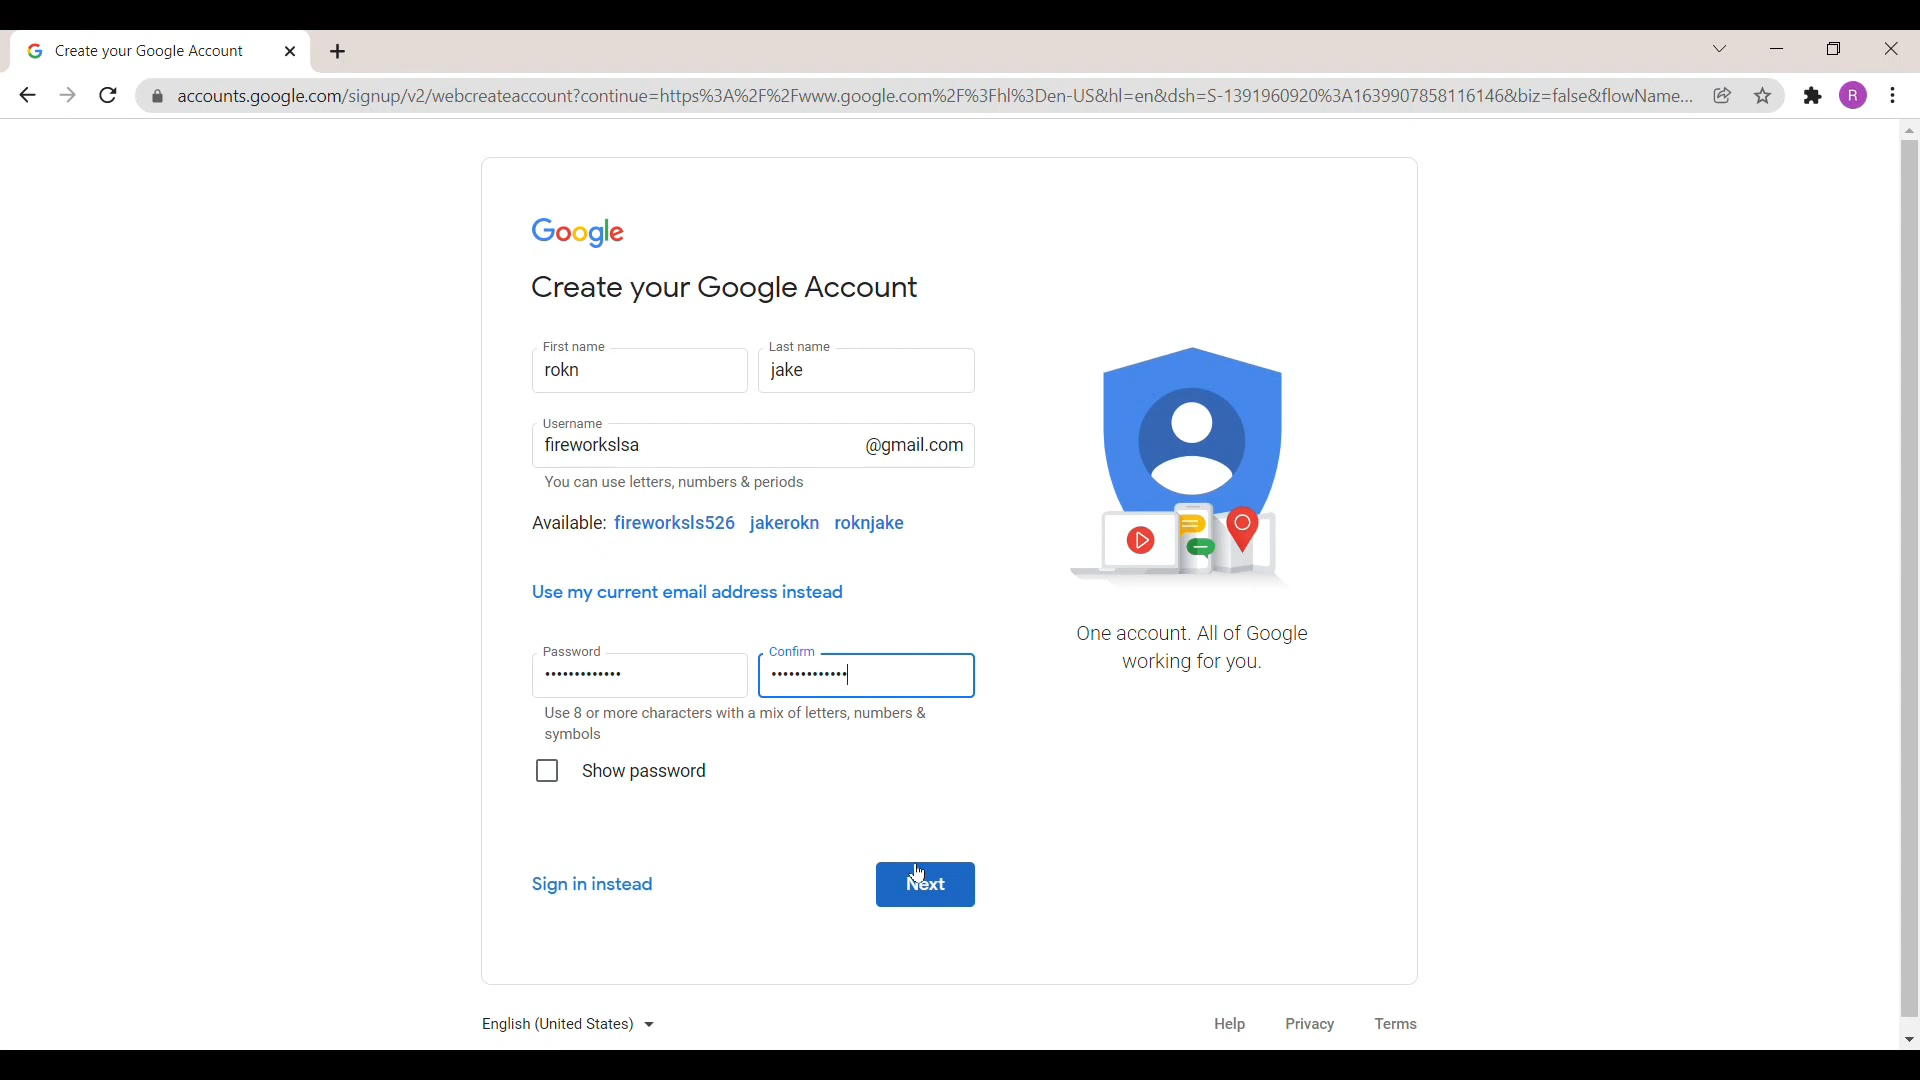 Create your Google Account
accounts.google.com/signup/v2/webcreateaccount?continue=https%3A%2F%2Fwww.google.com%2F%3Fhl%3Den-US&hl=en&dsh=S-1391960920%3A1639907858116146&biz=false&flowName...
R
Google
Create your Google Account
First name
Last name
rokn
jake
Username
fireworkslsa @gmail.com
You can use letters, numbers & periods
Available: fireworksls526 jakerokn roknjake
Use my current email address instead
Password
Confirm
Use 8 or more characters with a mix of letters, numbers &
symbols
Show password
Sign in instead
Next
One account. All of Google
working for you.
English (United States)
Help Privacy Terms